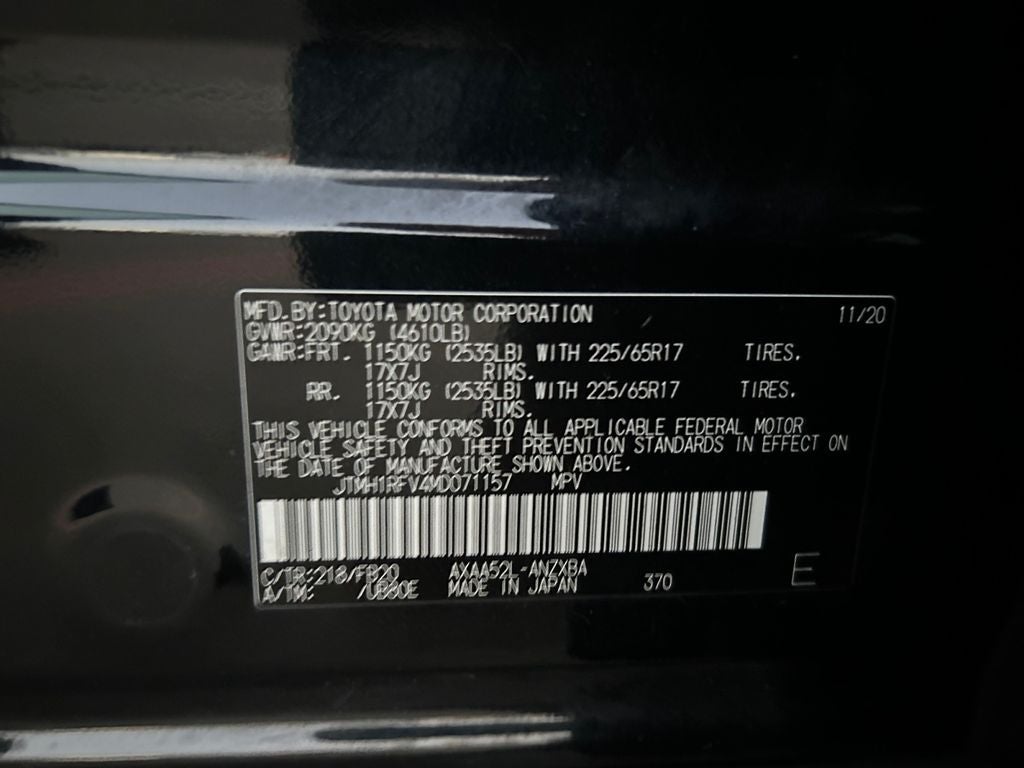 MFD.BY:TOYOTA MOTOR CORPORATION 11/20
GVWR:2090KG (4610LB)
GAWR:FRT. 1150KG (2535LB) WITH 225/65R17 TIRES.
17X7J RIMS.
RR. 1150KG (2535LB) WITH 225/65R17 TIRES.
17X7J RIMS.
THIS VEHICLE CONFORMS TO ALL APPLICABLE FEDERAL MOTOR
VEHICLE SAFETY AND THEFT PREVENTION STANDARDS IN EFFECT ON
THE DATE OF MANUFACTURE SHOWN ABOVE.
JTMH1RFV4MD071157 MPV
C/TR:218/FB20 AXAA52L-ANZXBA 370 E
A/TM: /UB80E MADE IN JAPAN